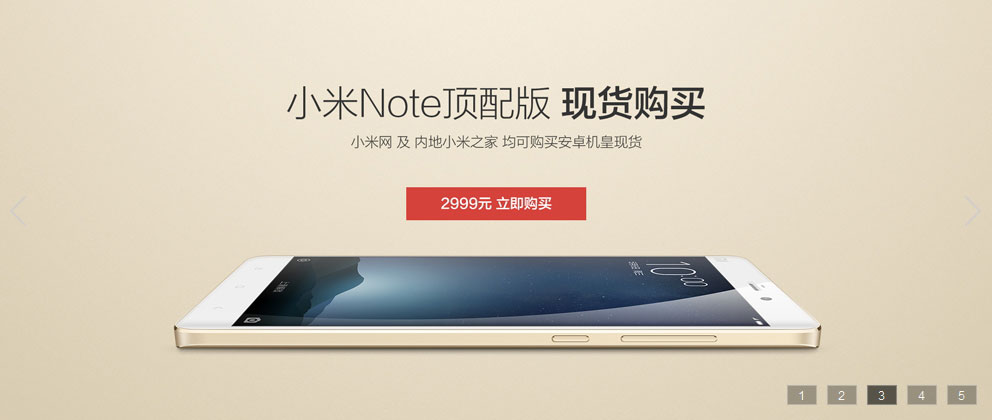 小米Note顶配版 现货购买
小米网 及 内地小米之家 均可购买安卓机皇现货
2999元 立即购买
10:00
1 2 3 4 5